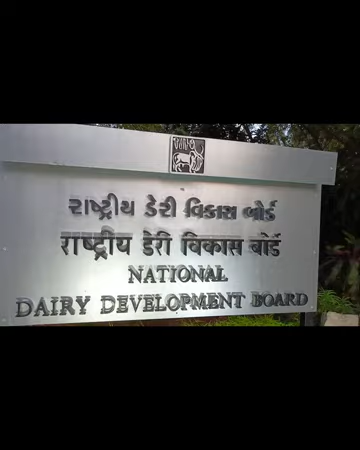 રાષ્ટ્રીય ડેરી વિકાસ બોર્ડ
राष्ट्रीय डेरी विकास बोर्ड
NATIONAL
DAIRY DEVELOPMENT BOARD